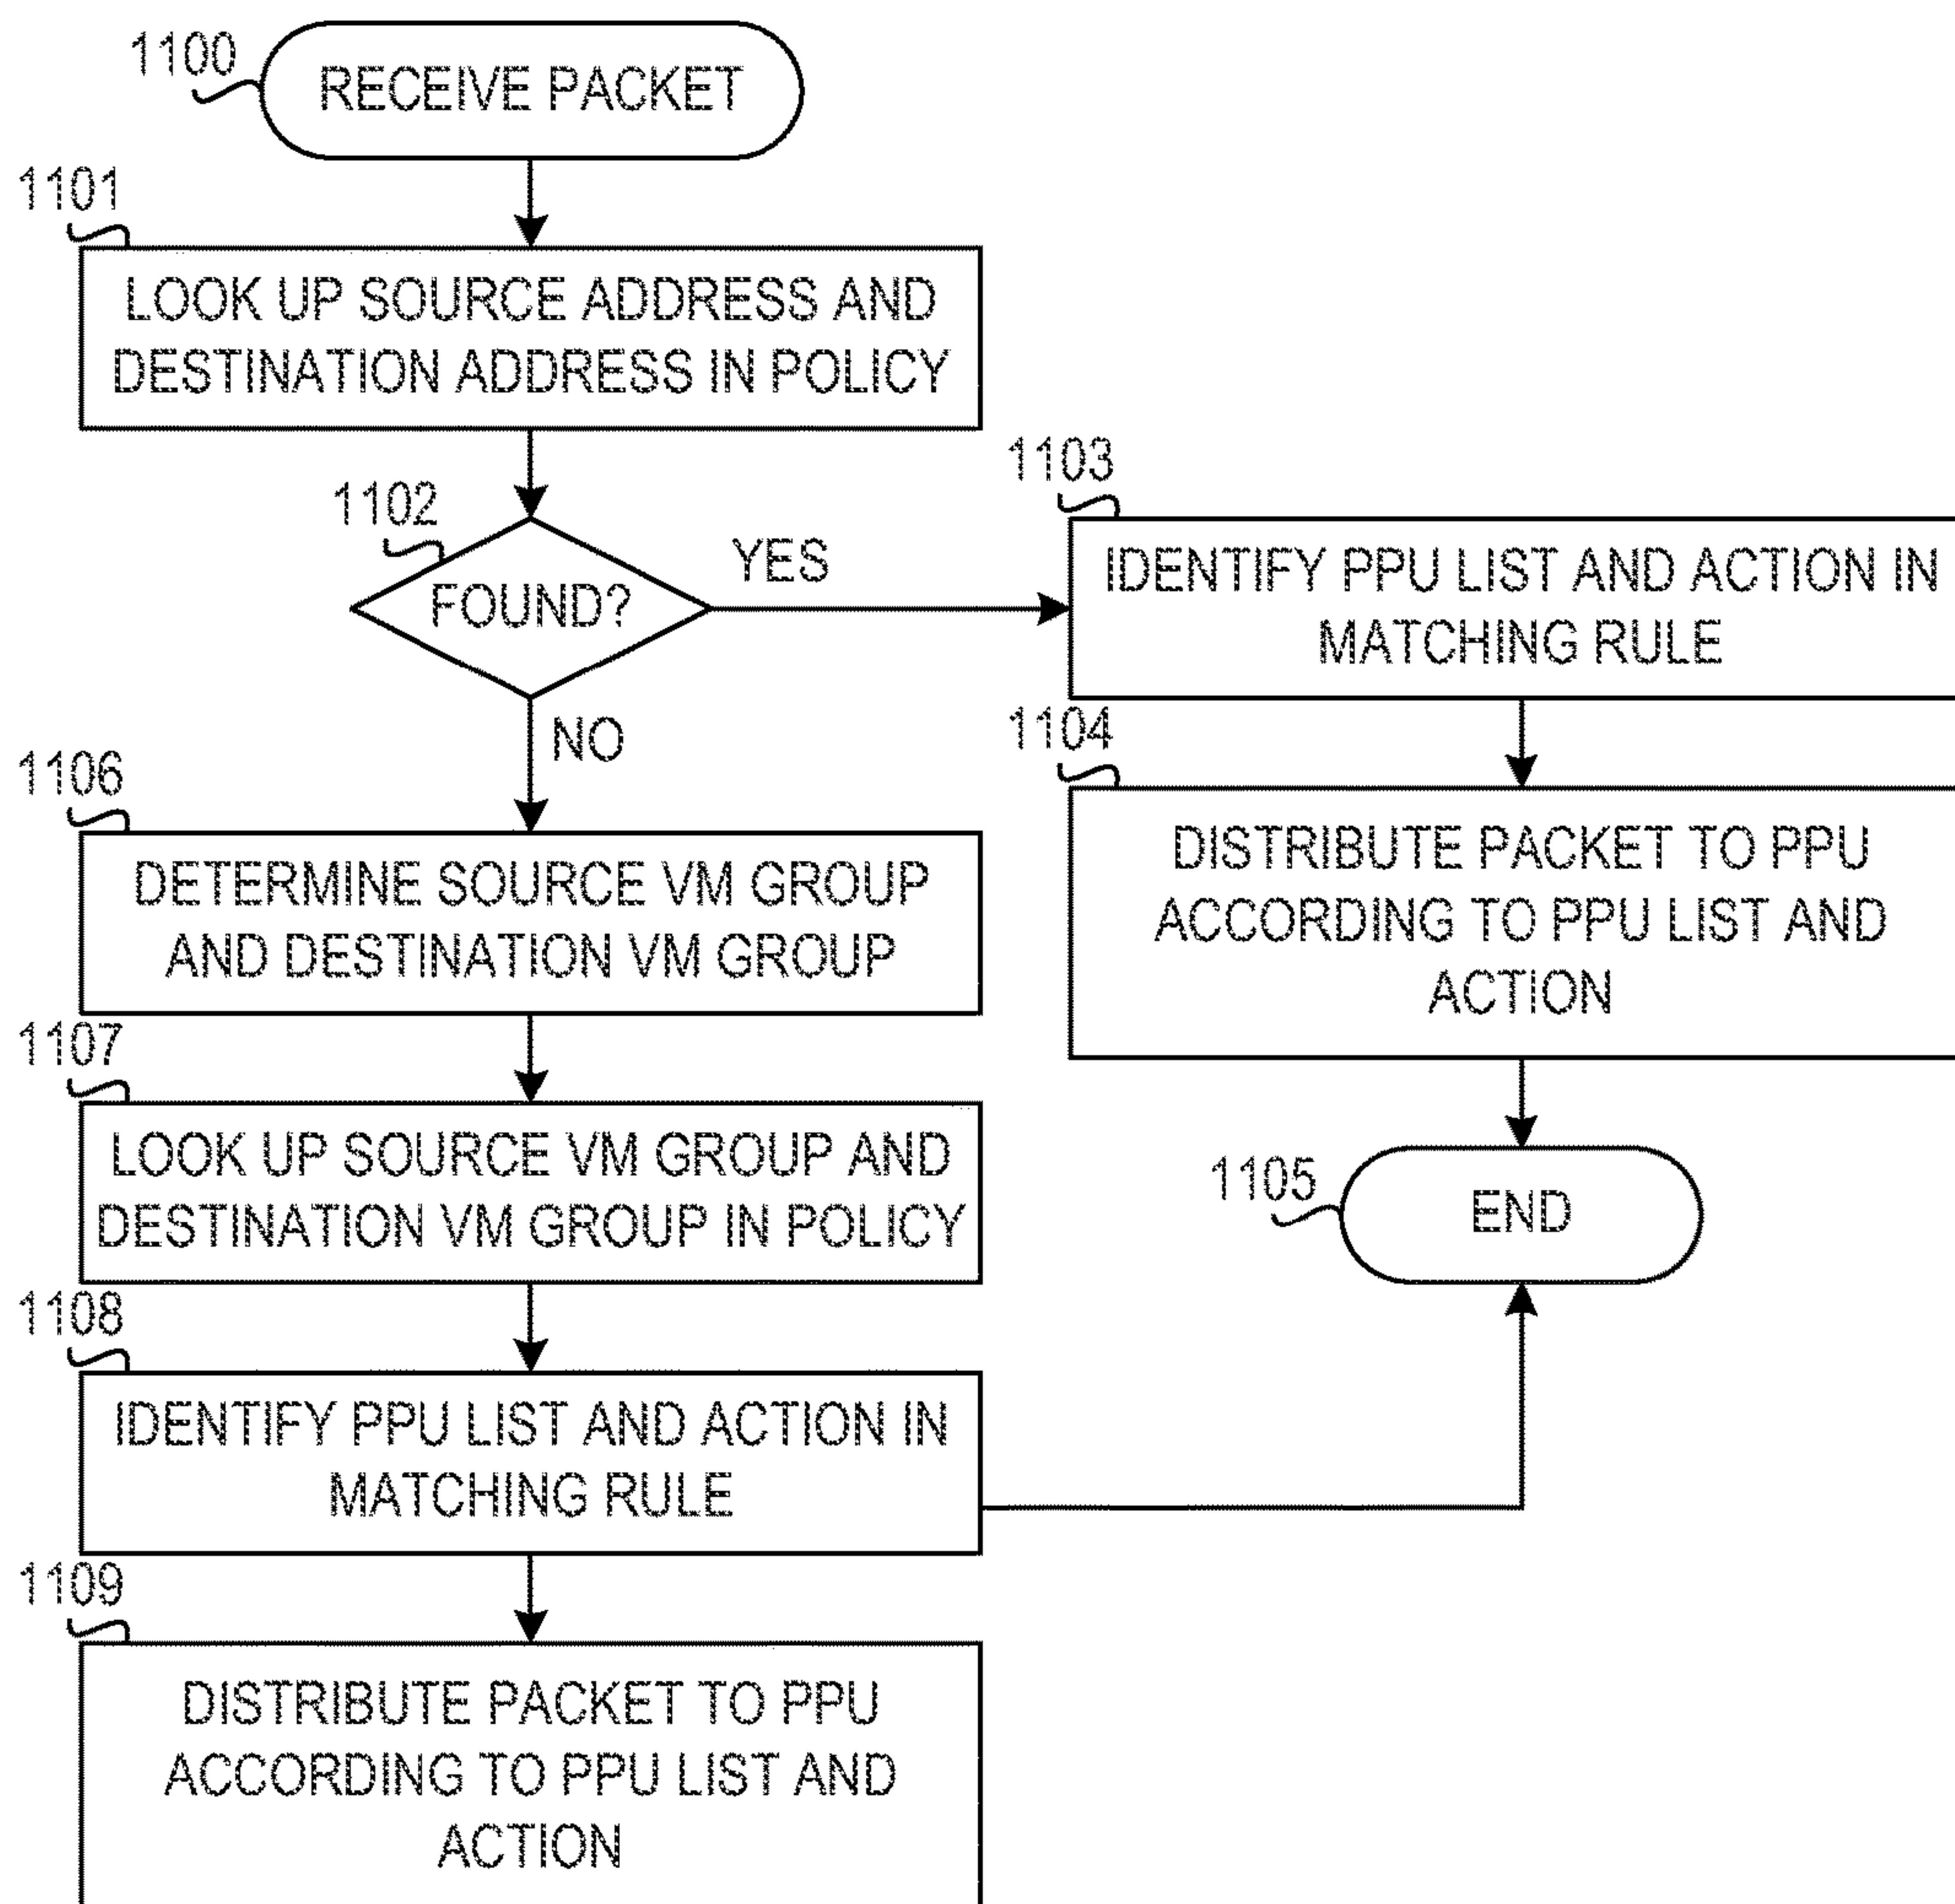 1100
RECEIVE PACKET
1101
LOOK UP SOURCE ADDRESS AND
DESTINATION ADDRESS IN POLICY
1102
FOUND?
YES
NO
1103
IDENTIFY PPU LIST AND ACTION IN
MATCHING RULE
1104
DISTRIBUTE PACKET TO PPU
ACCORDING TO PPU LIST AND
ACTION
1105
END
1106
DETERMINE SOURCE VM GROUP
AND DESTINATION VM GROUP
1107
LOOK UP SOURCE VM GROUP AND
DESTINATION VM GROUP IN POLICY
1108
IDENTIFY PPU LIST AND ACTION IN
MATCHING RULE
1109
DISTRIBUTE PACKET TO PPU
ACCORDING TO PPU LIST AND
ACTION